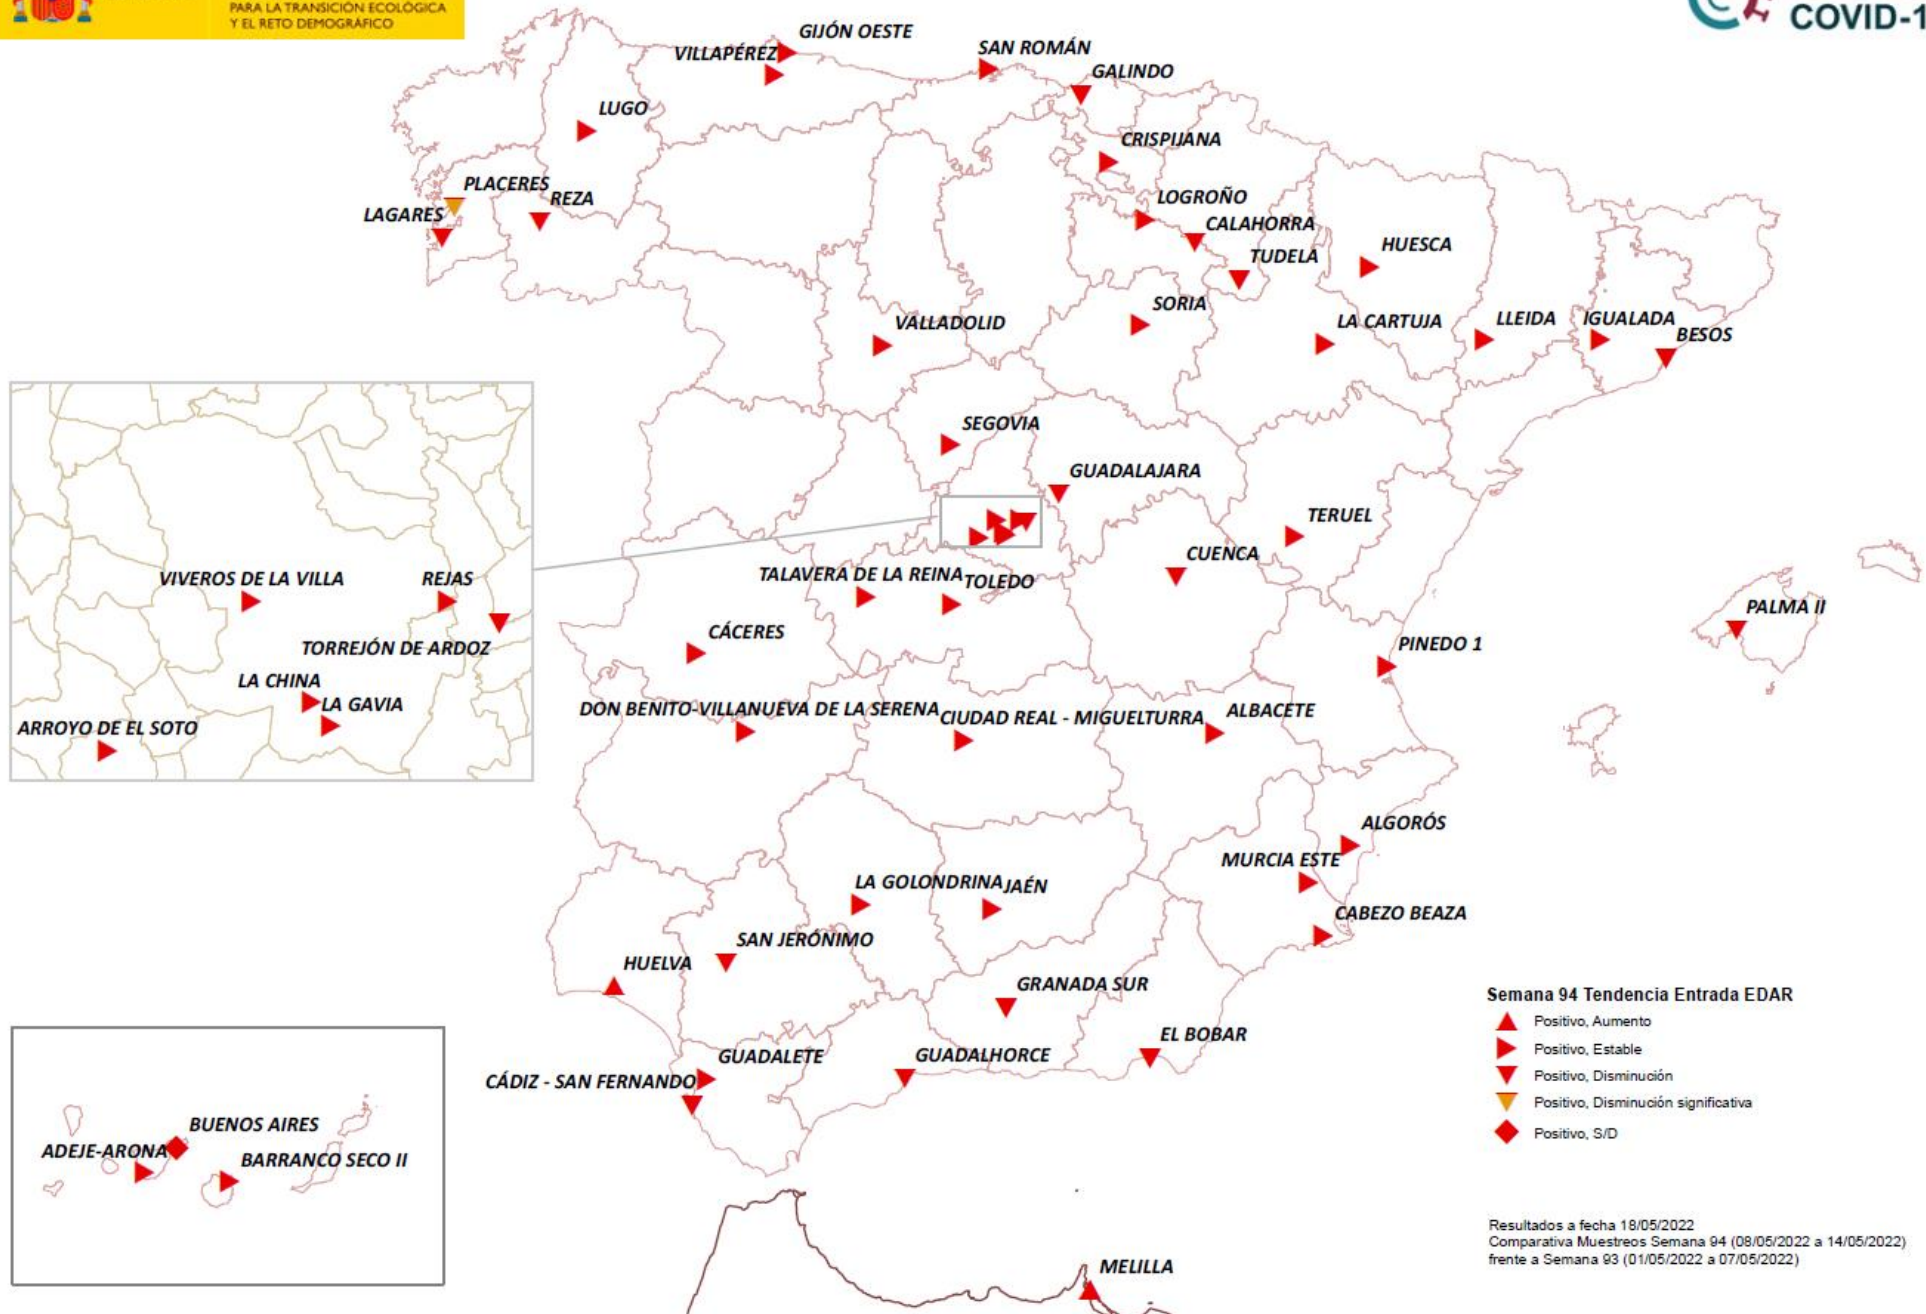 PARA LA TRANSICIÓN ECOLÓGICA
Y EL RETO DEMOGRÁFICO
COVID-1
GIJÓN OESTE
VILLAPÉREZ
SAN ROMÁN
GALINDO
LUGO
CRISPIJANA
PLACERES
REZA
LAGARES
LOGROÑO
CALAHORRA
TUDELA
HUESCA
SORIA
VALLADOLID
LA CARTUJA
LLEIDA
IGUALADA
BESOS
SEGOVIA
GUADALAJARA
TERUEL
CUENCA
TALAVERA DE LA REINA
TOLEDO
VIVEROS DE LA VILLA
REJAS
TORREJÓN DE ARDOZ
LA CHINA
LA GAVIA
ARROYO DE EL SOTO
CÁCERES
PALMA II
PINEDO 1
DON BENITO-VILLANUEVA DE LA SERENA
CIUDAD REAL - MIGUELTURRA
ALBACETE
ALGORÓS
MURCIA ESTE
LA GOLONDRINA
JAÉN
CABEZO BEAZA
SAN JERÓNIMO
HUELVA
GRANADA SUR
EL BOBAR
GUADALETE
GUADALHORCE
CÁDIZ - SAN FERNANDO
BUENOS AIRES
ADEJE-ARONA
BARRANCO SECO II
MELILLA
Semana 94 Tendencia Entrada EDAR
Positivo, Aumento
Positivo, Estable
Positivo, Disminución
Positivo, Disminución significativa
Positivo, S/D
Resultados a fecha 18/05/2022
Comparativa Muestreos Semana 94 (08/05/2022 a 14/05/2022)
frente a Semana 93 (01/05/2022 a 07/05/2022)